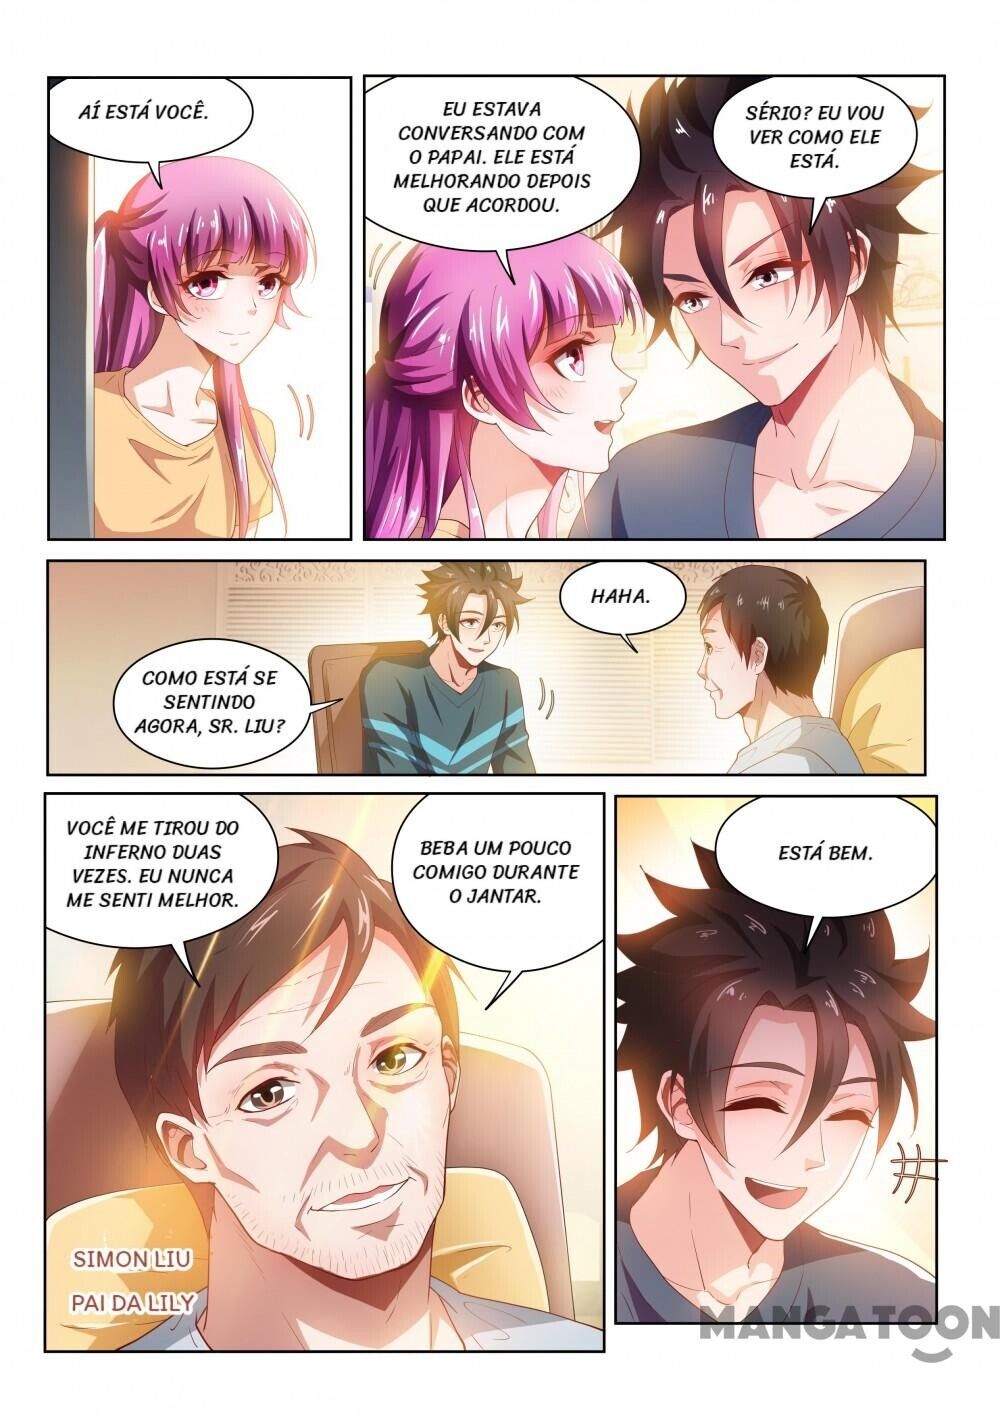 AÍ ESTÁ VOCÊ.
EU ESTAVA
CONVERSANDO COM
O PAPAI. ELE ESTÁ
MELHORANDO DEPOIS
QUE ACORDOU.
SÉRIO? EU VOU
VER COMO ELE
ESTÁ.
COMO ESTÁ SE
SENTINDO
AGORA, SR. LIU?
HAHA.
VOCÊ ME TIROU DO
INFERNO DUAS
VEZES. EU NUNCA
ME SENTI MELHOR.
BEBA UM POUCO
COMIGO DURANTE
O JANTAR.
SIMON LIU
PAI DA LILY
ESTÁ BEM.
MANGATOON